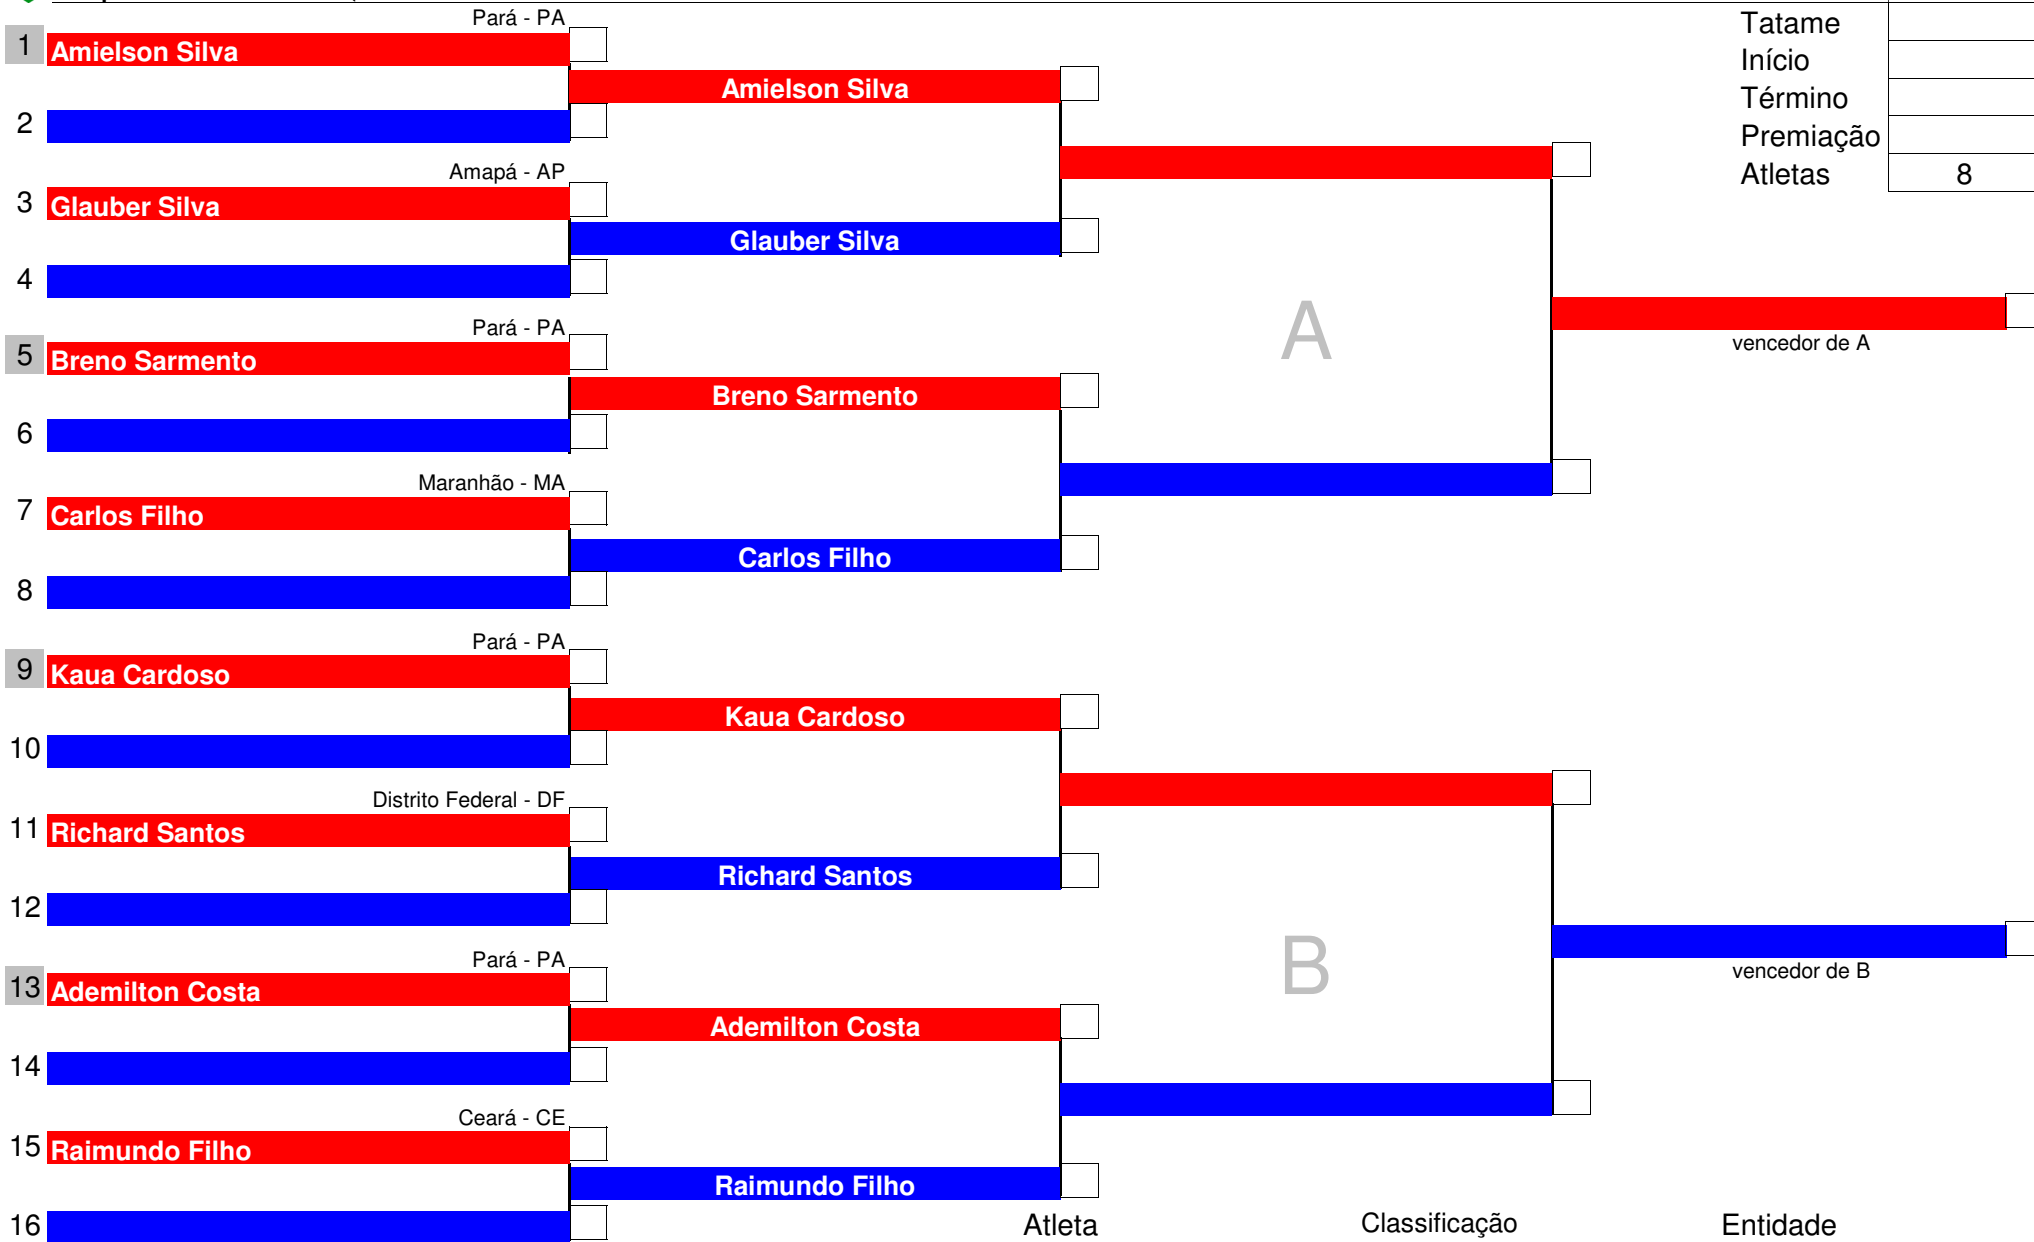 Pará - PA
1 Amielson Silva
Amielson Silva
2
Amapá - AP
3 Glauber Silva
Glauber Silva
4
Pará - PA
5 Breno Sarmento
Breno Sarmento
6
Maranhão - MA
7 Carlos Filho
Carlos Filho
8
A
Pará - PA
9 Kaua Cardoso
Kaua Cardoso
10
Distrito Federal - DF
11 Richard Santos
Richard Santos
12
Pará - PA
13 Ademilton Costa
Ademilton Costa
14
Ceará - CE
15 Raimundo Filho
Raimundo Filho
16
B
Tatame
Início
Término
Premiação
Atletas 8
vencedor de A
vencedor de B
Atleta Classificação Entidade